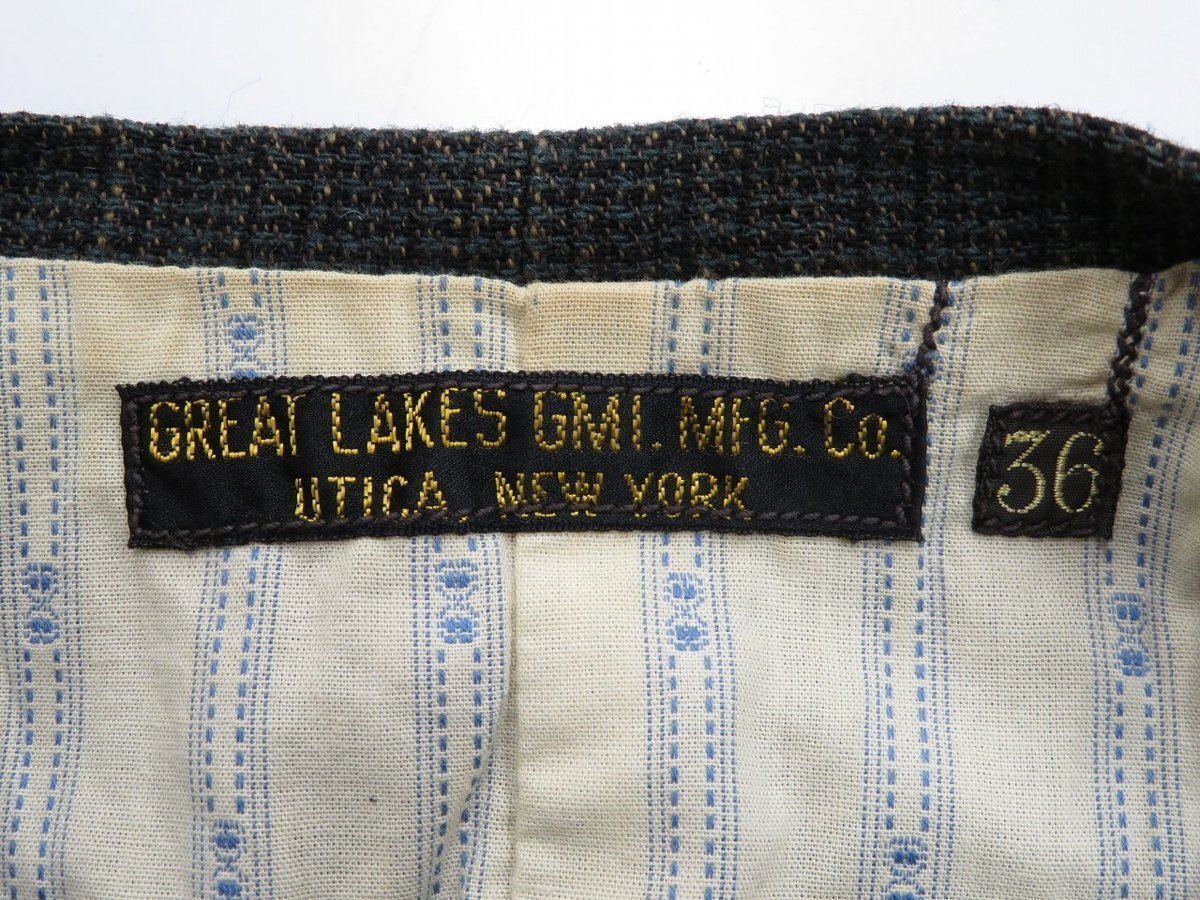 GREAT LAKES GMT. MFG. Co.
UTICA, NEW YORK
36